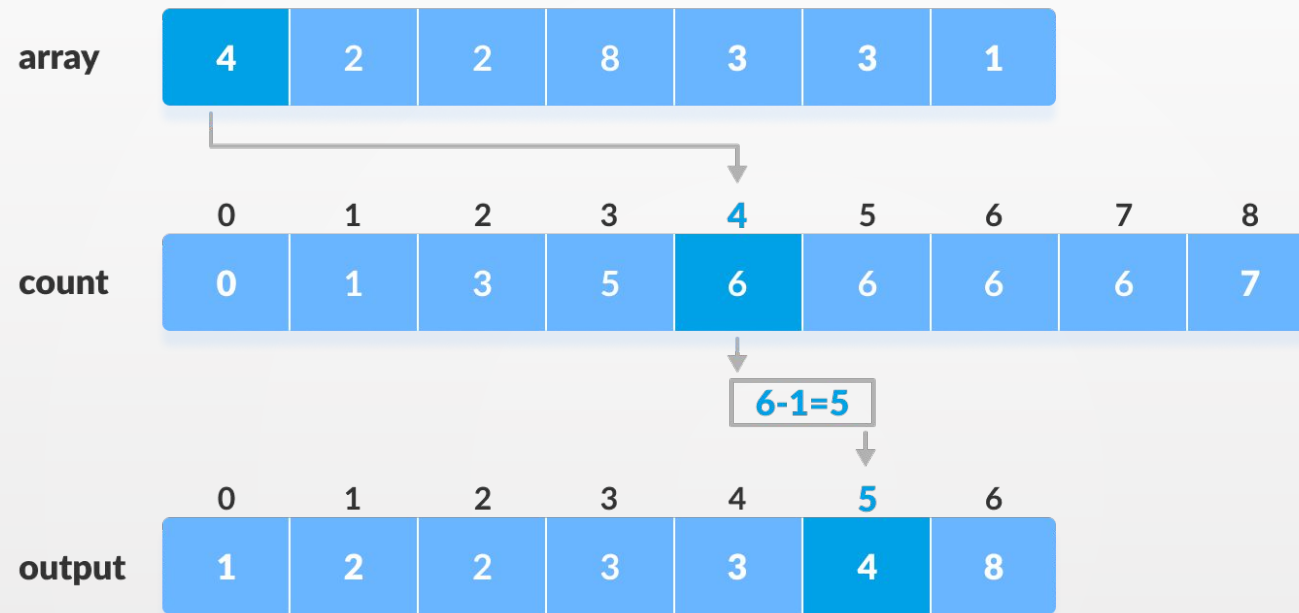 array 4 2 2 8 3 3 1
0 1 2 3 4 5 6 7 8
count 0 1 3 5 6 6 6 6 7
6-1=5
0 1 2 3 4 5 6
output 1 2 2 3 3 4 8